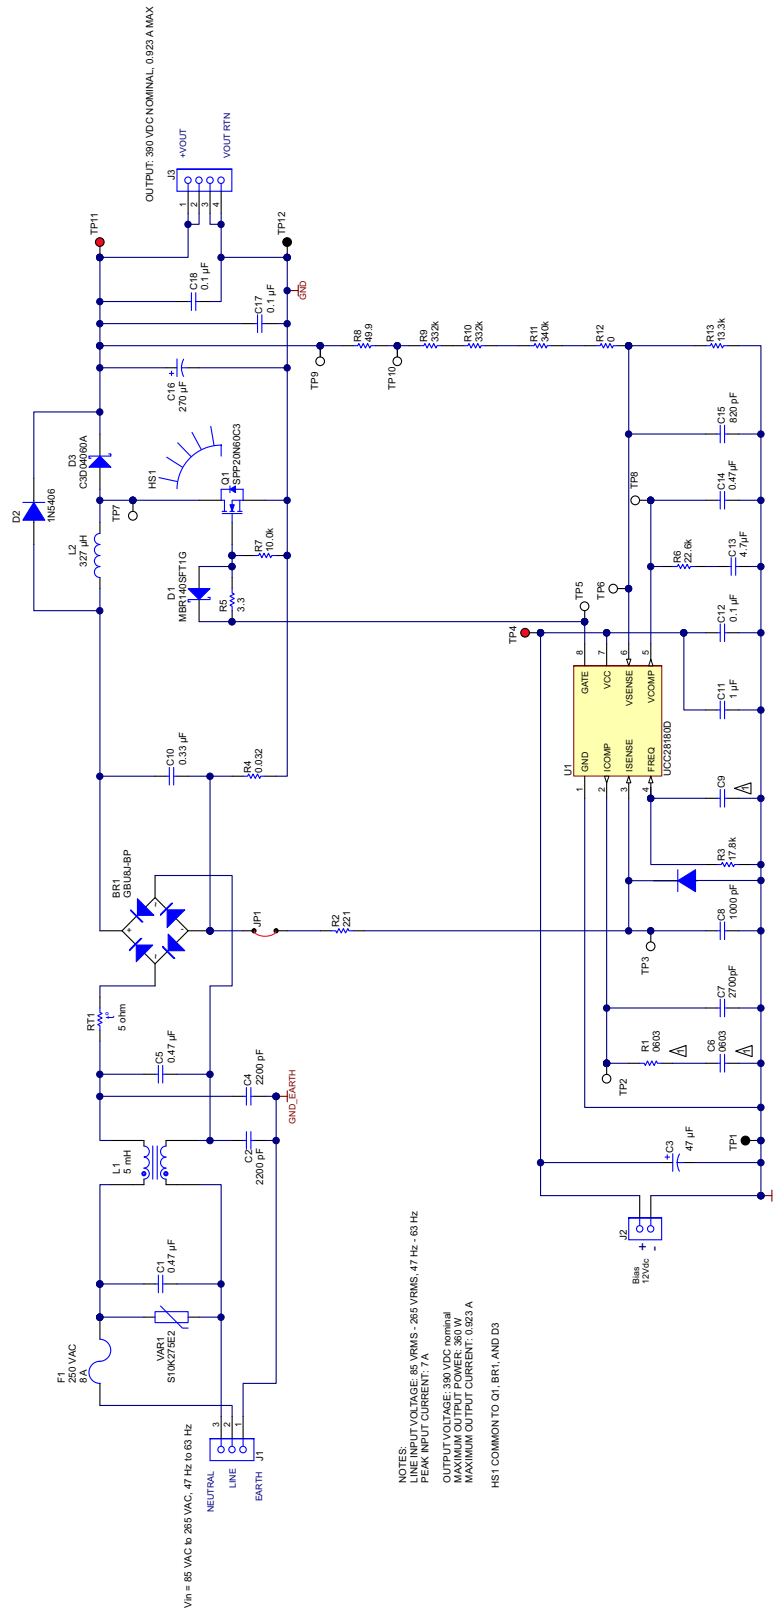 Vin = 85 VAC to 265 VAC, 47 Hz to 63 Hz
NEUTRAL
LINE
EARTH
3
2
1
J1
F1
250 VAC
8 A
VAR1
S10K275E2
C1
0.47 µF
L1
5 mH
C2
2200 pF
C4
2200 pF
GND_EARTH
C5
0.47 µF
RT1
t°
5 ohm
BR1
GBU8J-BP
+
~
~
-
JP1
R2
221
C10
0.33 µF
R4
0.032
D2
1N5406
L2
327 µH
D3
C3D04060A
TP7
HS1
Q1
SPP20N60C3
D1
MBR140SFT1G
R5
3.3
R7
10.0k
C16
+
270 µF
C17
0.1 µF
C18
0.1 µF
GND
TP11
TP12
OUTPUT: 390 VDC NOMINAL, 0.923 A MAX
J3
+VOUT
VOUT RTN
1
2
3
4
TP9
R8
49.9
TP10
R9
332k
R10
332k
R11
340k
R12
0
R13
13.3k
NOTES:
LINE INPUT VOLTAGE: 85 VRMS - 265 VRMS, 47 Hz - 63 Hz
PEAK INPUT CURRENT: 7 A
OUTPUT VOLTAGE: 390 VDC nominal
MAXIMUM OUTPUT POWER: 360 W
MAXIMUM OUTPUT CURRENT: 0.923 A
HS1 COMMON TO Q1, BR1, AND D3
Bias
12Vdc
J2
+
-
C3
+
47 µF
TP1
TP2
R1
0603
1
C6
0603
1
C7
2700pF
TP3
C8
1000 pF
R3
17.8k
C9
1
U1
UCC28180D
1
GND
2
ICOMP
3
ISENSE
4
FREQ
8
GATE
7
VCC
6
VSENSE
5
VCOMP
TP4
TP5
TP6
TP8
C11
1 µF
C12
0.1 µF
R6
22.6k
C13
4.7µF
C14
0.47µF
C15
820 pF